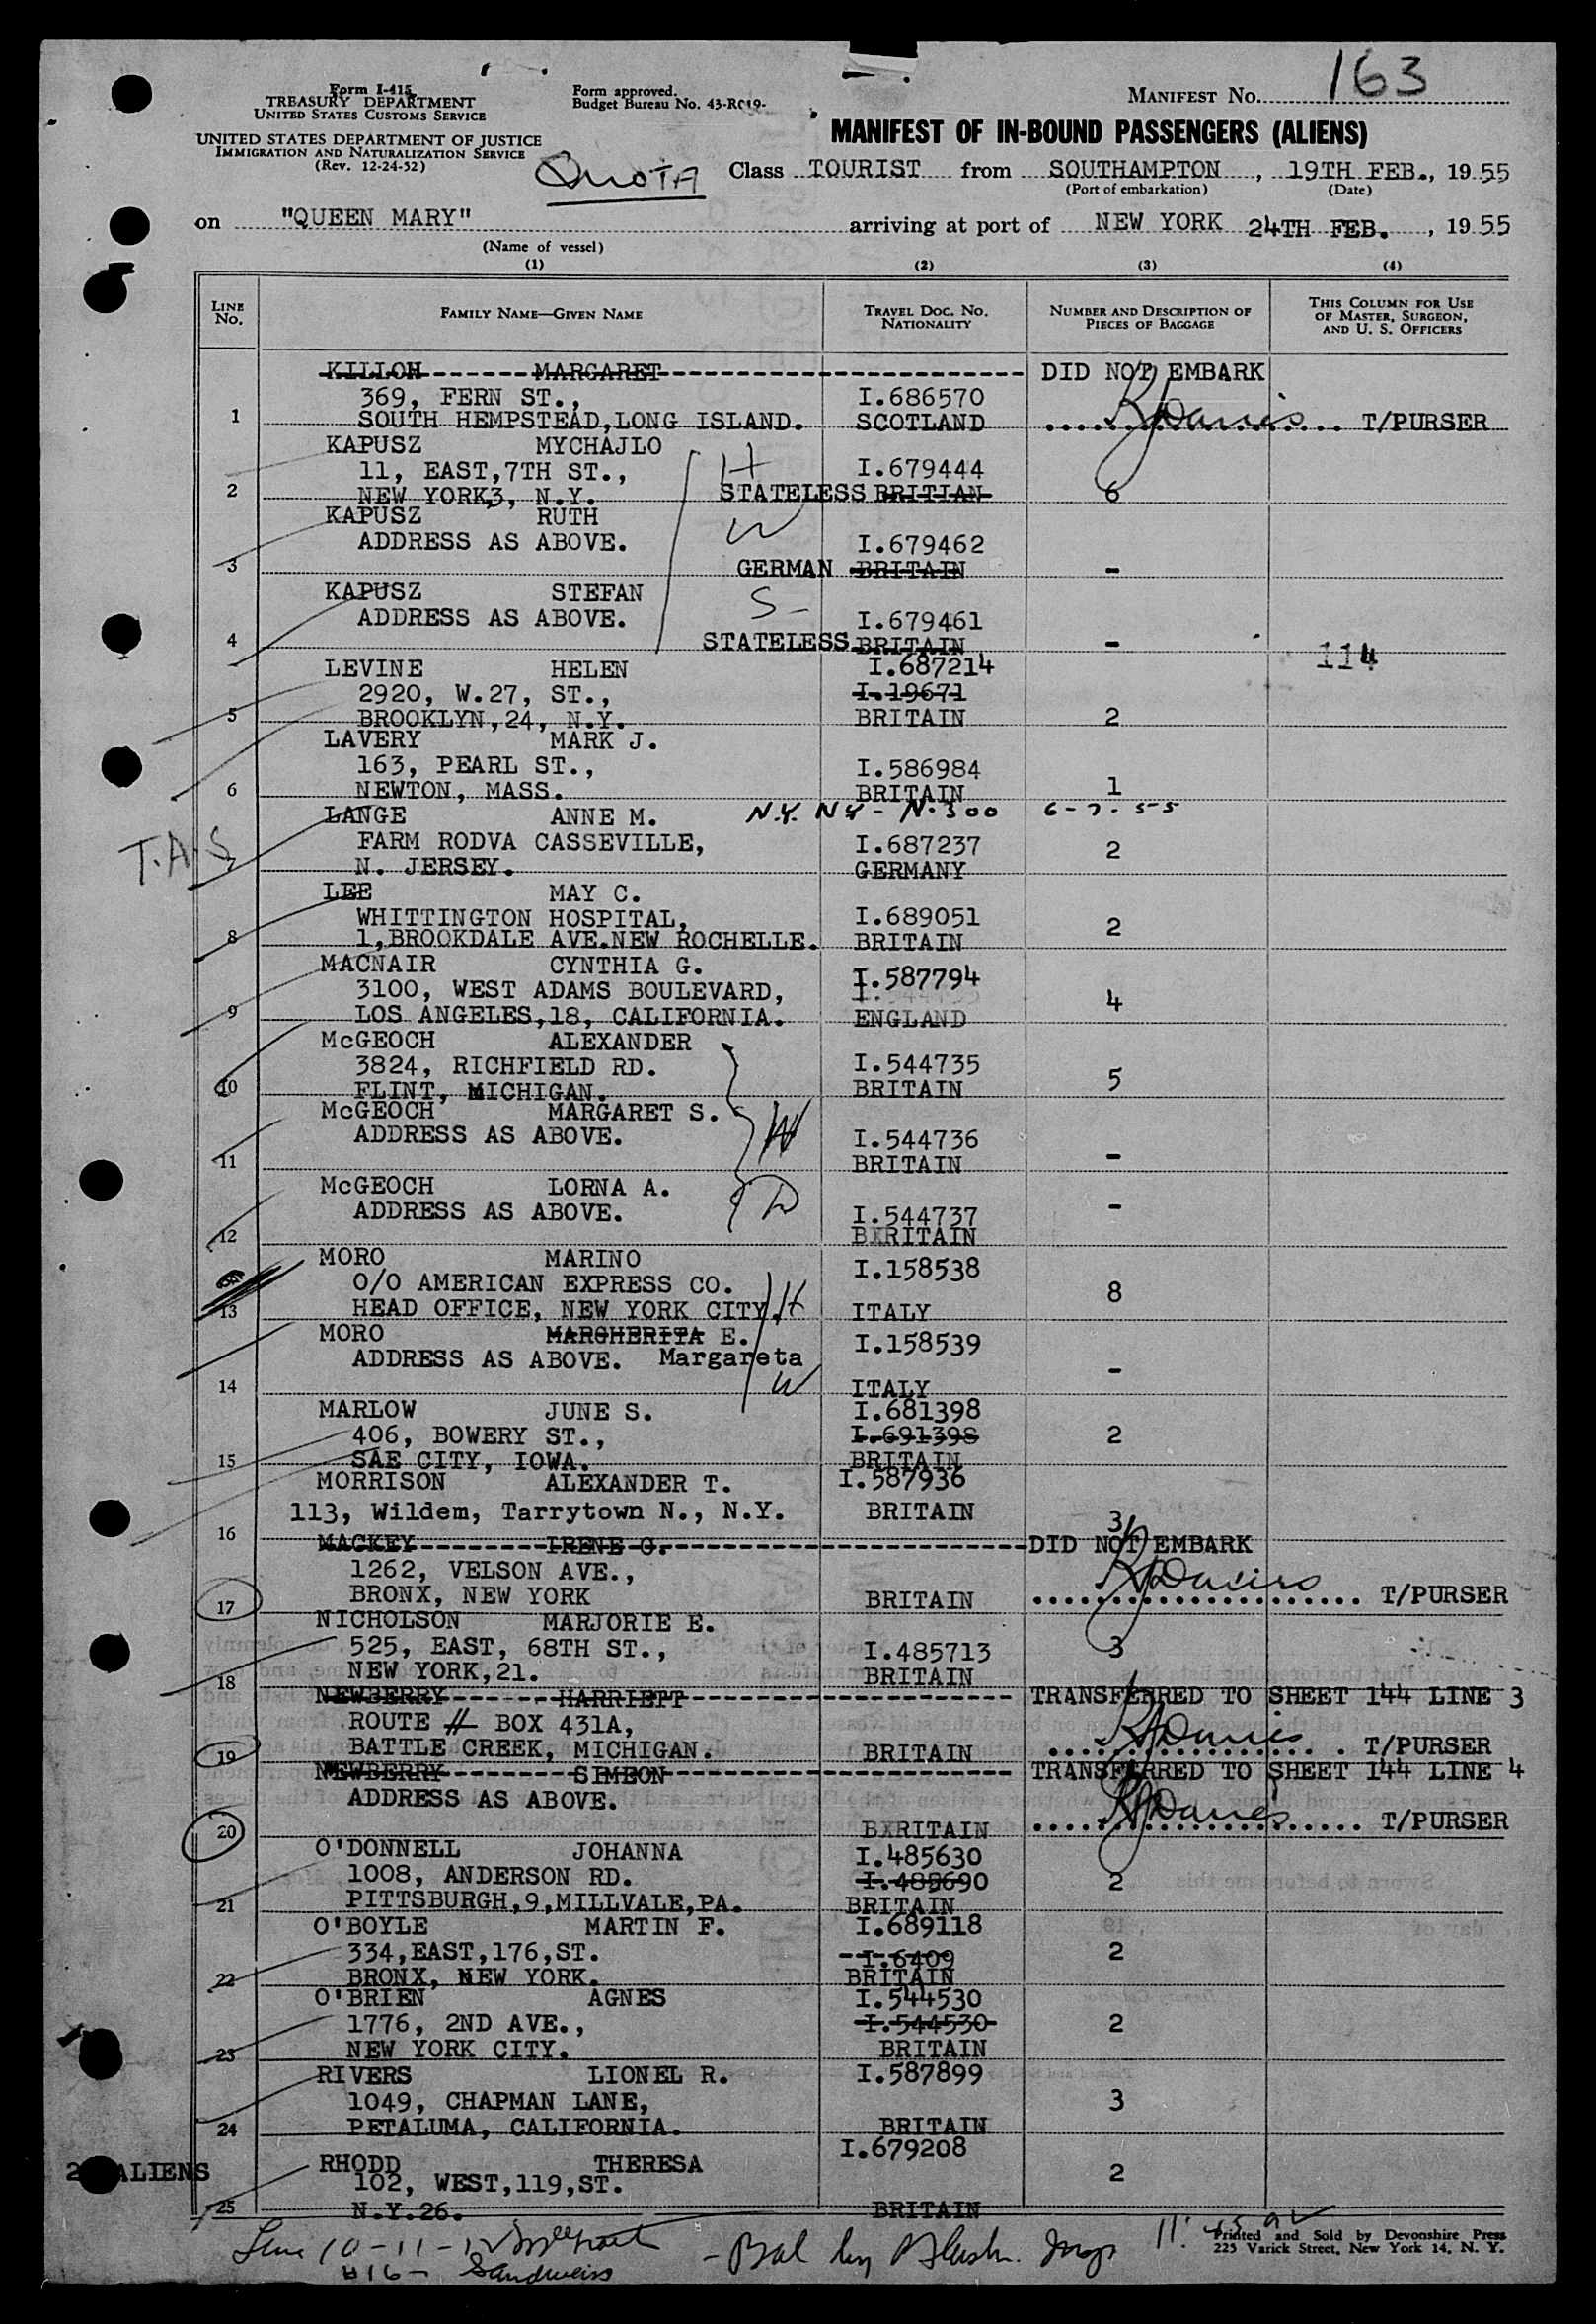 Form I-415
TREASURY DEPARTMENT
UNITED STATES CUSTOMS SERVICE
UNITED STATES DEPARTMENT OF JUSTICE
IMMIGRATION AND NATURALIZATION SERVICE
(Rev. 12-24-52)
Form approved.
Budget Bureau No. 43-R019-
MANIFEST NO. 163
MANIFEST OF IN-BOUND PASSENGERS (ALIENS)
QUOTA
Class TOURIST from SOUTHAMPTON, 19TH FEB., 1955
(Port of embarkation) (Date)
on "QUEEN MARY" arriving at port of NEW YORK 24TH FEB., 1955
(Name of vessel)
(1) (2) (3) (4)
LINE NO. FAMILY NAME—GIVEN NAME TRAVEL DOC. NO. NATIONALITY NUMBER AND DESCRIPTION OF PIECES OF BAGGAGE THIS COLUMN FOR USE OF MASTER, SURGEON, AND U. S. OFFICERS
KILLOH MARGARET DID NOT EMBARK
369, FERN ST., I.686570
1 SOUTH HEMPSTEAD, LONG ISLAND. SCOTLAND T/PURSER
KAPUSZ MYCHAJLO
11, EAST,7TH ST., H I.679444
2 NEW YORK,3, N.Y. STATELESS BRITIAN 6
KAPUSZ RUTH W
ADDRESS AS ABOVE. I.679462
3 GERMAN BRITAIN -
KAPUSZ STEFAN S-
ADDRESS AS ABOVE. I.679461
4 STATELESS BRITAIN - 114
LEVINE HELEN I.687214
2920, W.27, ST., I.19671
5 BROOKLYN,24, N.Y. BRITAIN 2
LAVERY MARK J.
163, PEARL ST., I.586984
6 NEWTON, MASS. BRITAIN 1
LANGE ANNE M. N.Y. NY - N.300 6-7-55
T.A.S FARM RODVA CASSEVILLE, I.687237 2
7 N. JERSEY. GERMANY
LEE MAY C.
WHITTINGTON HOSPITAL, I.689051 2
8 1,BROOKDALE AVE.NEW ROCHELLE. BRITAIN
MACNAIR CYNTHIA G. I.587794
3100, WEST ADAMS BOULEVARD, 4
9 LOS ANGELES,18, CALIFORNIA. ENGLAND
McGEOCH ALEXANDER
3824, RICHFIELD RD. I.544735 5
10 FLINT, MICHIGAN. BRITAIN
McGEOCH MARGARET S. W
ADDRESS AS ABOVE. I.544736
11 BRITAIN -
McGEOCH LORNA A. D
ADDRESS AS ABOVE. I.544737 -
12 BXRITAIN
MORO MARINO I.158538
O/O AMERICAN EXPRESS CO. 8
13 HEAD OFFICE, NEW YORK CITY. H ITALY
MORO MARGHERITA E. I.158539
ADDRESS AS ABOVE. Margareta -
14 W ITALY
MARLOW JUNE S. I.681398
406, BOWERY ST., I.691398 2
15 SAE CITY, IOWA. BRITAIN
MORRISON ALEXANDER T. I.587936
113, Wildem, Tarrytown N., N.Y. BRITAIN
16 3
MACKEY IRENE O. DID NOT EMBARK
1262, VELSON AVE.,
17 BRONX, NEW YORK BRITAIN T/PURSER
NICHOLSON MARJORIE E.
525, EAST, 68TH ST., I.485713 3
18 NEW YORK,21. BRITAIN
NEWBERRY HARRIETT TRANSFERRED TO SHEET 144 LINE 3
ROUTE # BOX 431A,
19 BATTLE CREEK, MICHIGAN. BRITAIN T/PURSER
NEWBERRY SIMEON TRANSFERRED TO SHEET 144 LINE 4
ADDRESS AS ABOVE.
20 BXRITAIN T/PURSER
O'DONNELL JOHANNA I.485630
1008, ANDERSON RD. I.485690 2
21 PITTSBURGH,9,MILLVALE,PA. BRITAIN
O'BOYLE MARTIN F. I.689118
334,EAST,176,ST. I.6409 2
22 BRONX, NEW YORK. BRITAIN
O'BRIEN AGNES I.544530
1776, 2ND AVE., I.544530 2
23 NEW YORK CITY. BRITAIN
RIVERS LIONEL R. I.587899
1049, CHAPMAN LANE, 3
24 PETALUMA, CALIFORNIA. BRITAIN
I.679208
ALIENS RHODD THERESA 2
102, WEST,119,ST.
25 N.Y.26. BRITAIN
Line 10-11-12
#16- Sandweiss
- Bal by
Printed and Sold by Devonshire Press
225 Varick Street, New York 14, N. Y.